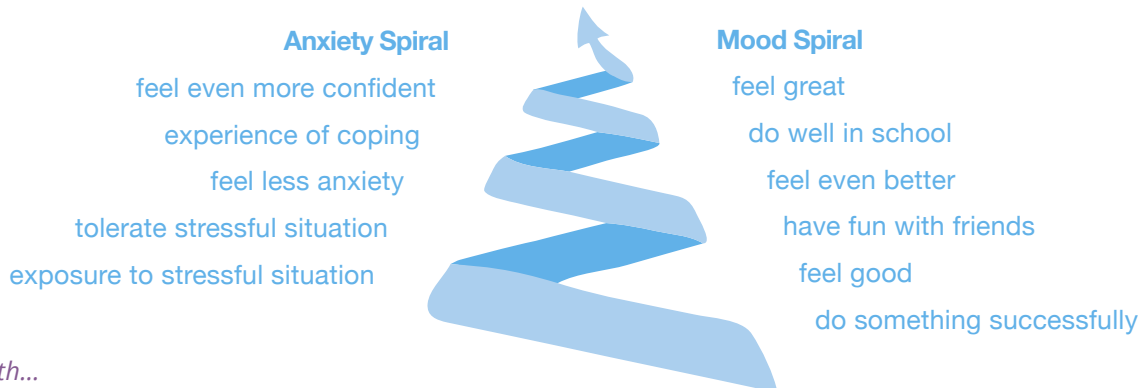 Anxiety Spiral
feel even more confident
experience of coping
feel less anxiety
tolerate stressful situation
exposure to stressful situation
Mood Spiral
feel great
do well in school
feel even better
have fun with friends
feel good
do something successfully
th...